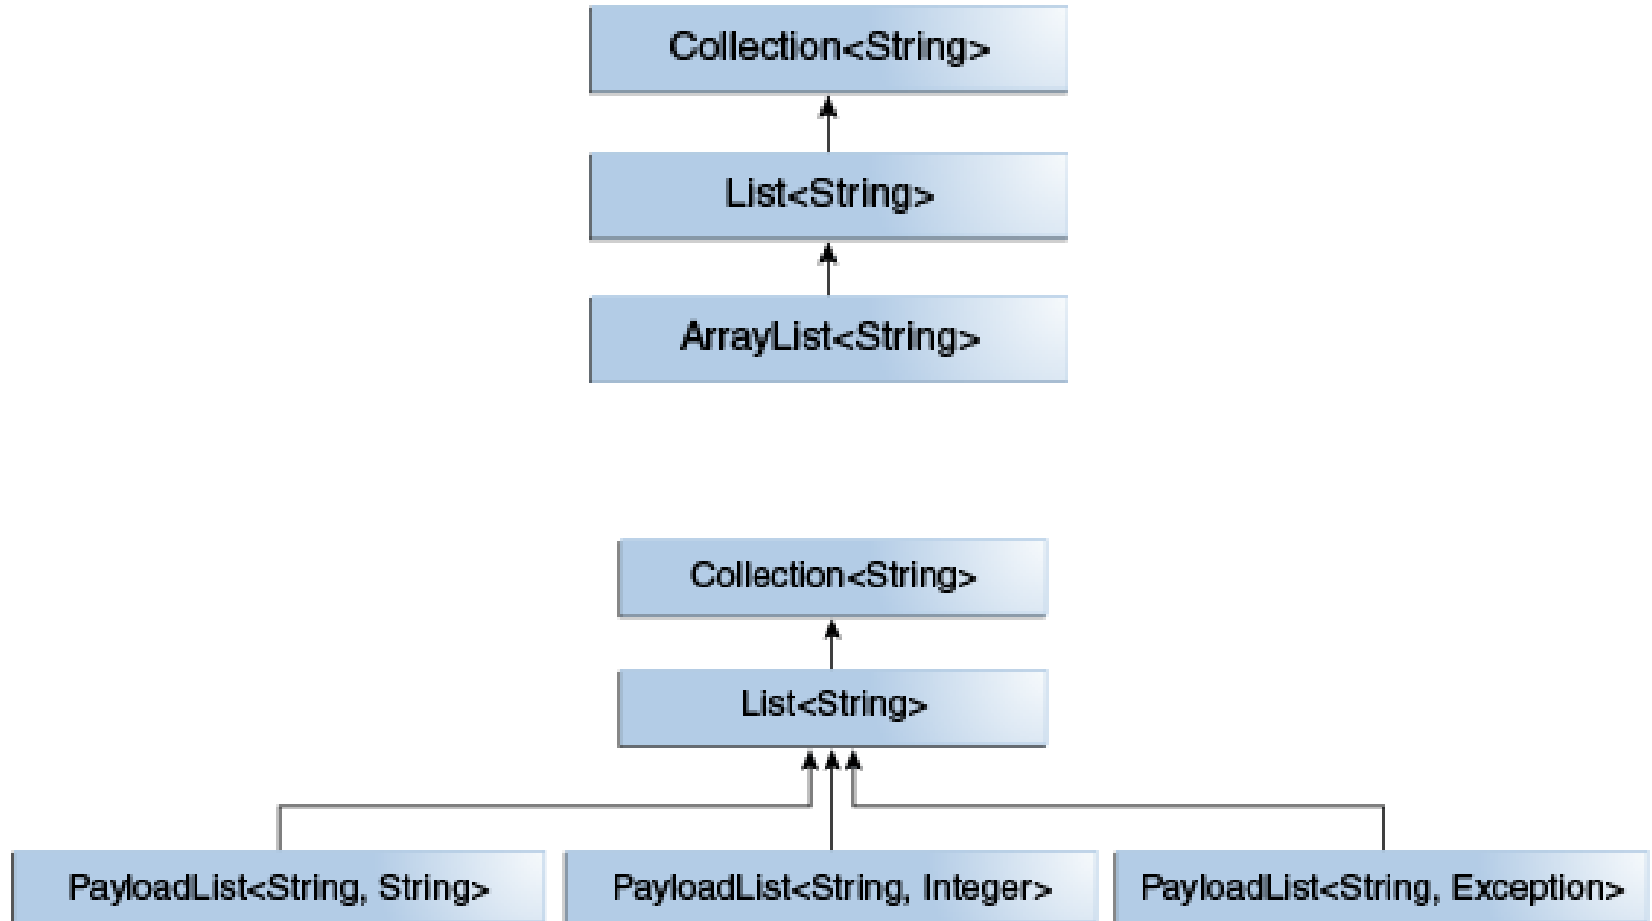 Collection<String>
List<String>
ArrayList<String>
Collection<String>
List<String>
PayloadList<String, String>
PayloadList<String, Integer>
PayloadList<String, Exception>